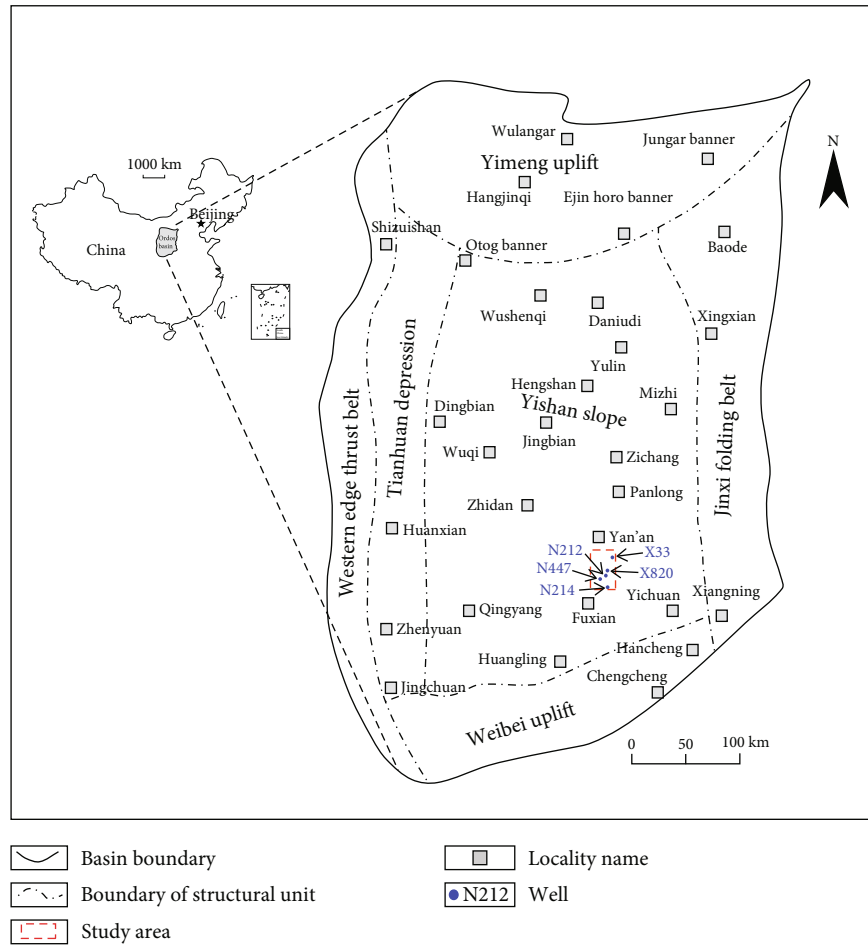 Wulangar
Jungar banner
Yimeng uplift
Hangjinqi
Ejin horo banner
N
1000 km
Beijing
China
Ordos
basin
Shizuishan
Otog banner
Baode
Wushenqi
Daniudi
Xingxian
Yulin
Hengshan
Mizhi
Dingbian
Yishan slope
Jingbian
Wuqi
Zichang
Panlong
Zhidan
Western edge thrust belt
Tianhuan depression
Jinxi folding belt
Huanxian
Yan'an
N212
X33
N447
X820
N214
Qingyang
Fuxian
Yichuan
Xiangning
Zhenyuan
Huangling
Hancheng
Jingchuan
Chengcheng
Weibei uplift
0 50 100 km
Basin boundary
Locality name
Boundary of structural unit
N212 Well
Study area